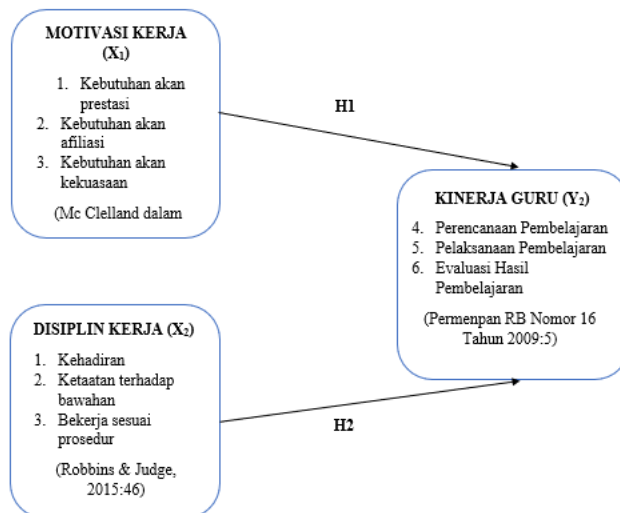 MOTIVASI KERJA
(X₁)
1. Kebutuhan akan
prestasi
2. Kebutuhan akan
afiliasi
3. Kebutuhan akan
kekuasaan
(Mc Clelland dalam
H1
KINERJA GURU (Y₂)
4. Perencanaan Pembelajaran
5. Pelaksanaan Pembelajaran
6. Evaluasi Hasil
Pembelajaran
(Permenpan RB Nomor 16
Tahun 2009:5)
DISIPLIN KERJA (X₂)
1. Kehadiran
2. Ketaatan terhadap
bawahan
3. Bekerja sesuai
prosedur
(Robbins & Judge,
2015:46)
H2